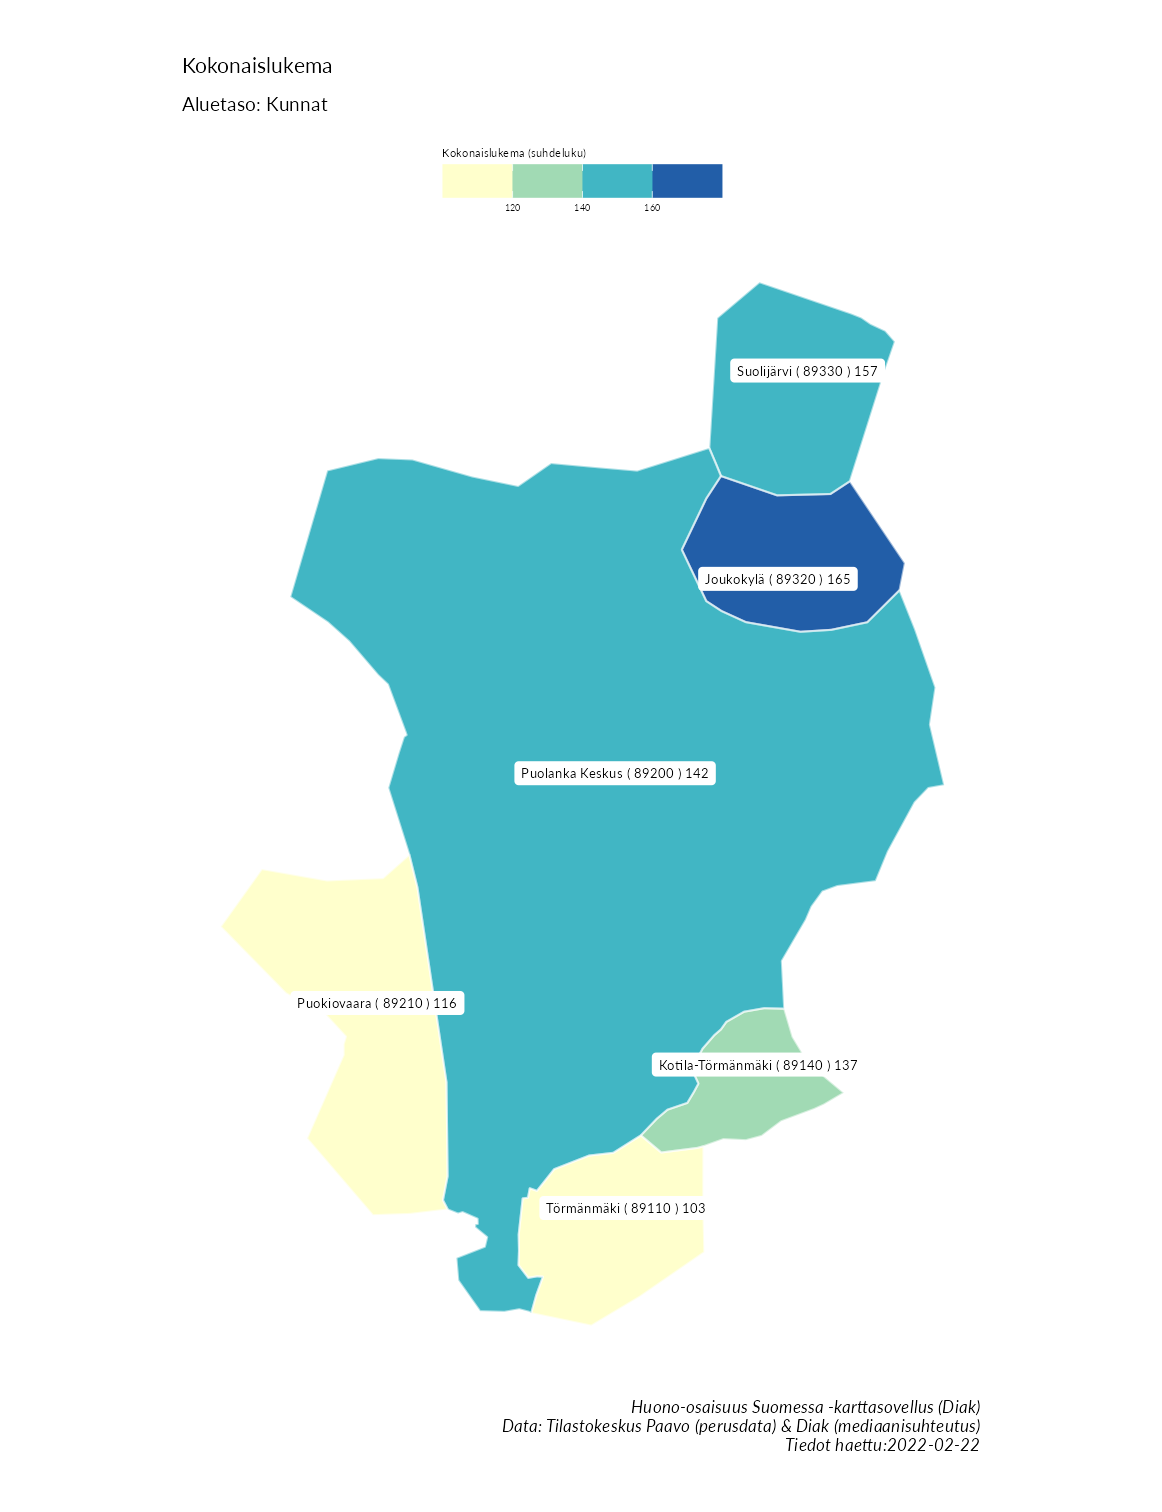 Kokonaislukema
Aluetaso: Kunnat
Kokonaislukema (suhdeluku)
120 140 160
Suolijärvi ( 89330 ) 157
Joukokylä ( 89320 ) 165
Puolanka Keskus ( 89200 ) 142
Puokiovaara ( 89210 ) 116
Kotila-Törmänmäki ( 89140 ) 137
Törmänmäki ( 89110 ) 103
Huono-osaisuus Suomessa -karttasovellus (Diak)
Data: Tilastokeskus Paavo (perusdata) & Diak (mediaanisuhteutus)
Tiedot haettu:2022-02-22